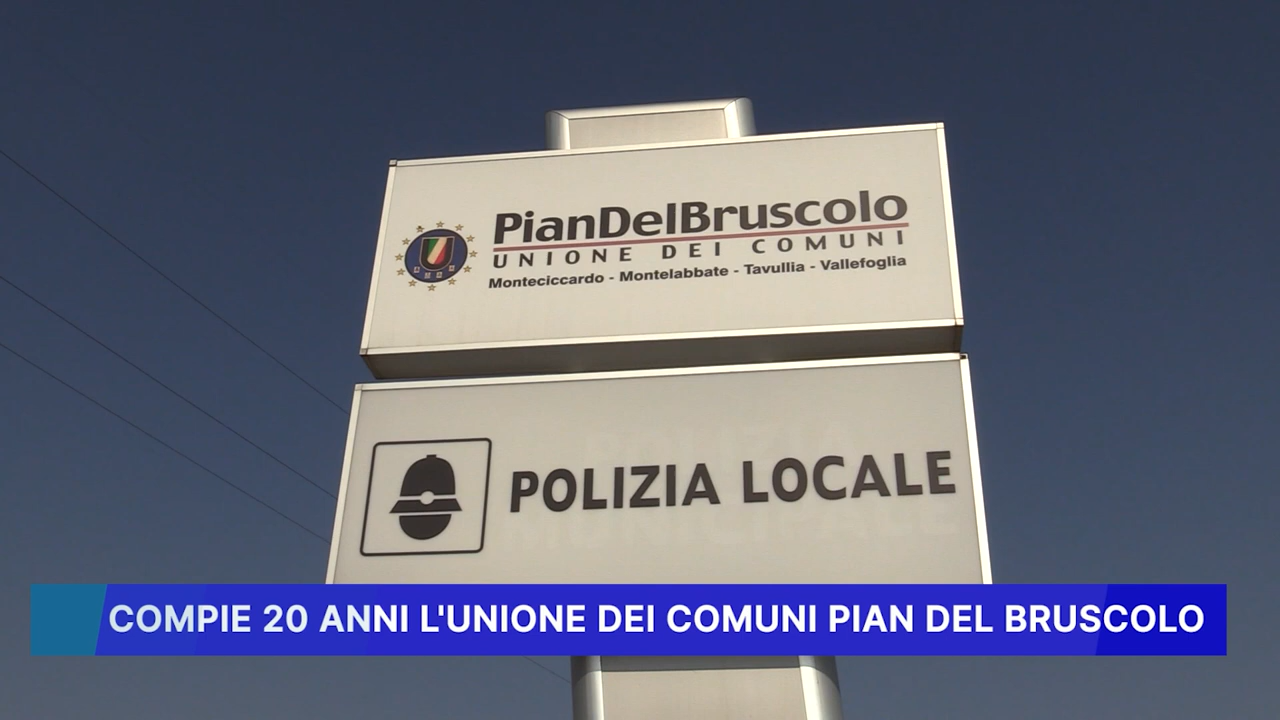 PianDelBruscolo
UNIONE DEI COMUNI
Monteciccardo - Montelabbate - Tavullia - Vallefoglia
POLIZIA LOCALE
COMPIE 20 ANNI L'UNIONE DEI COMUNI PIAN DEL BRUSCOLO